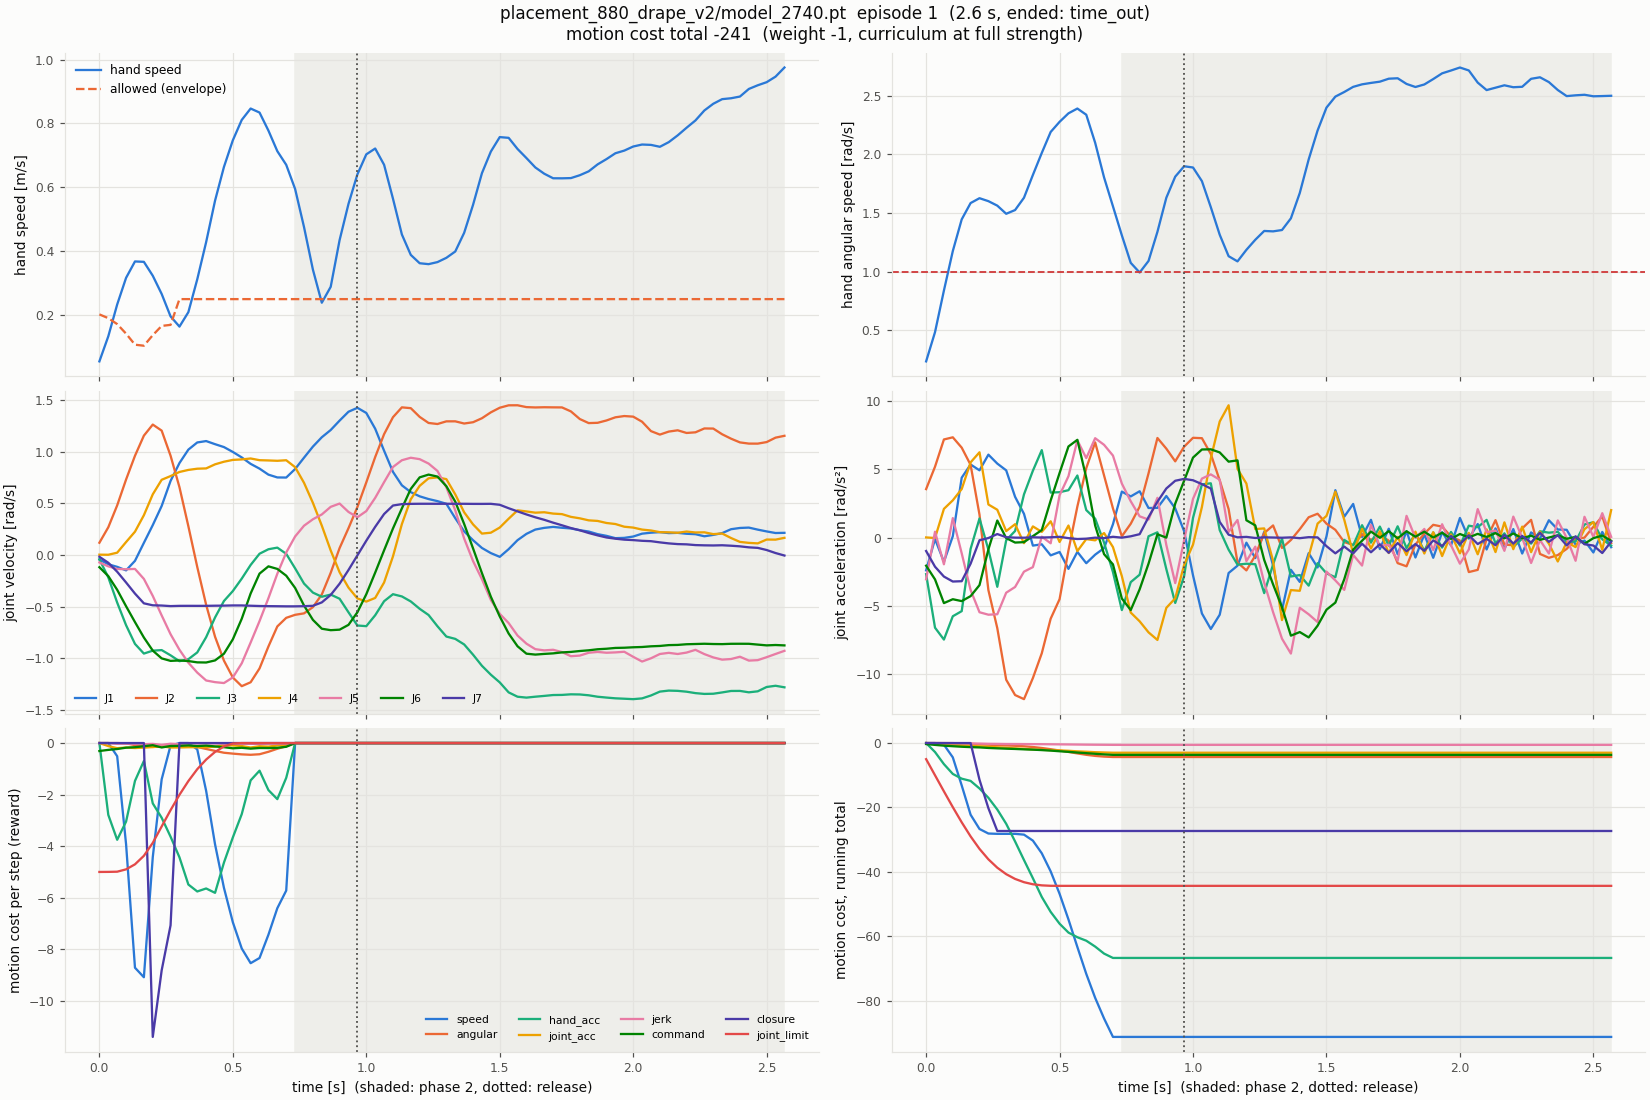 placement_880_drape_v2/model_2740.pt  episode 1  (2.6 s, ended: time_out)
motion cost total -241  (weight -1, curriculum at full strength)
hand speed [m/s]
1.0
0.8
0.6
0.4
0.2
hand speed
allowed (envelope)
hand angular speed [rad/s]
2.5
2.0
1.5
1.0
0.5
joint velocity [rad/s]
1.5
1.0
0.5
0.0
−0.5
−1.0
−1.5
J1
J2
J3
J4
J5
J6
J7
joint acceleration [rad/s²]
10
5
0
−5
−10
motion cost per step (reward)
0
−2
−4
−6
−8
−10
speed
angular
hand_acc
joint_acc
jerk
command
closure
joint_limit
0.0
0.5
1.0
1.5
2.0
2.5
time [s]  (shaded: phase 2, dotted: release)
motion cost, running total
0
−20
−40
−60
−80
0.0
0.5
1.0
1.5
2.0
2.5
time [s]  (shaded: phase 2, dotted: release)